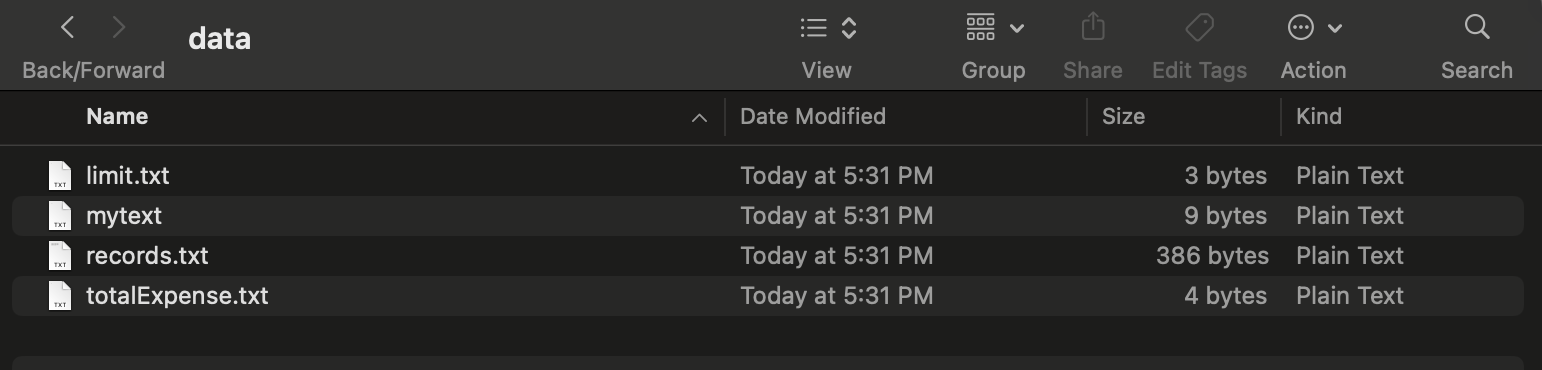 data
Back/Forward View Group Share Edit Tags Action Search
Name Date Modified Size Kind
TXT limit.txt Today at 5:31 PM 3 bytes Plain Text
TXT mytext Today at 5:31 PM 9 bytes Plain Text
TXT records.txt Today at 5:31 PM 386 bytes Plain Text
TXT totalExpense.txt Today at 5:31 PM 4 bytes Plain Text